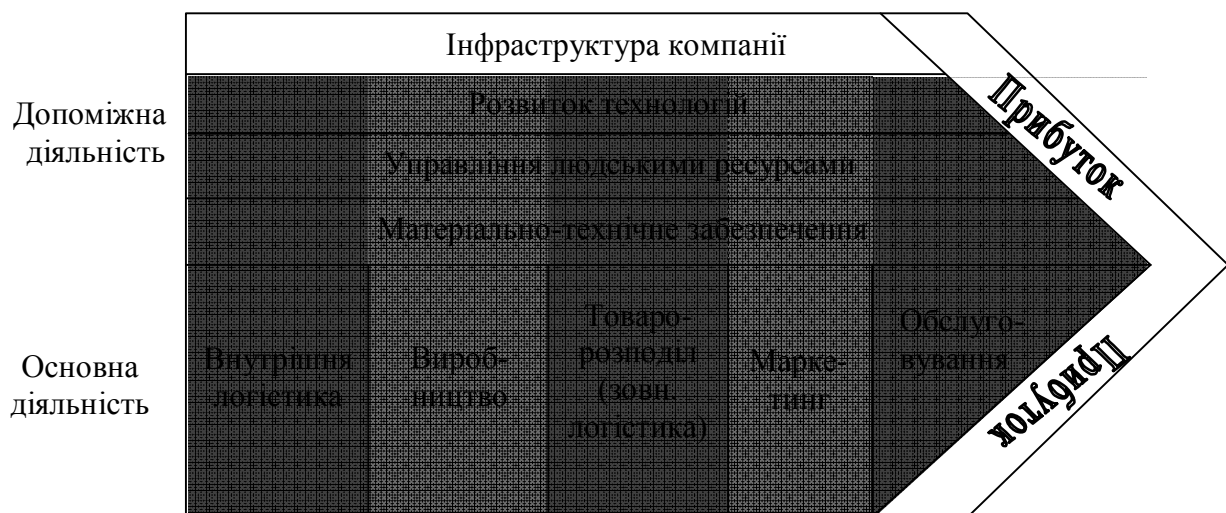 Інфраструктура компанії
Допоміжна
діяльність
Розвиток технологій
Управління людськими ресурсами
Матеріально-технічне забезпечення
Прибуток
Основна
діяльність
Внутрішня
логістика
Вироб-
ництво
Товаро-
розподіл
(зовн.
логістика)
Марке-
тинг
Обслуго-
вування
Прибуток